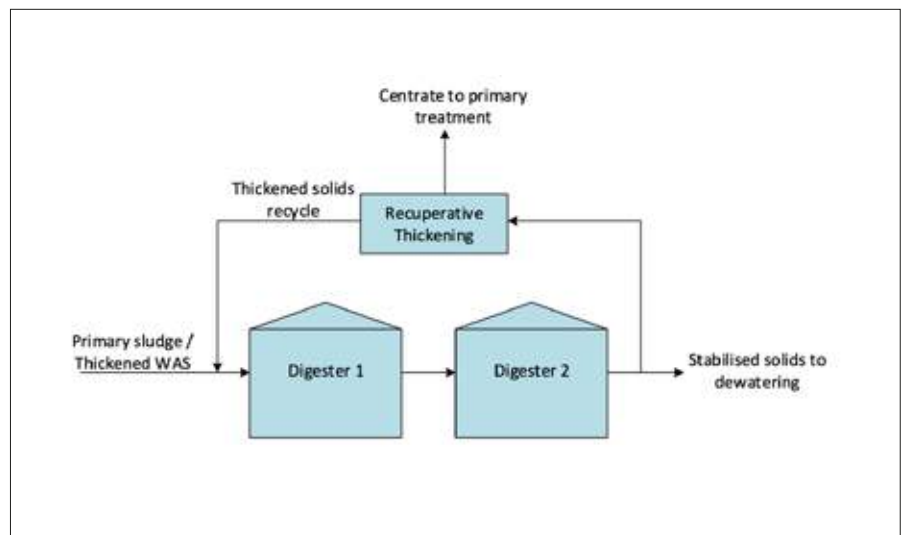 Centrate to primary
treatment
Thickened solids
recycle
Recuperative
Thickening
Primary sludge /
Thickened WAS
Digester 1
Digester 2
Stabilised solids to
dewatering